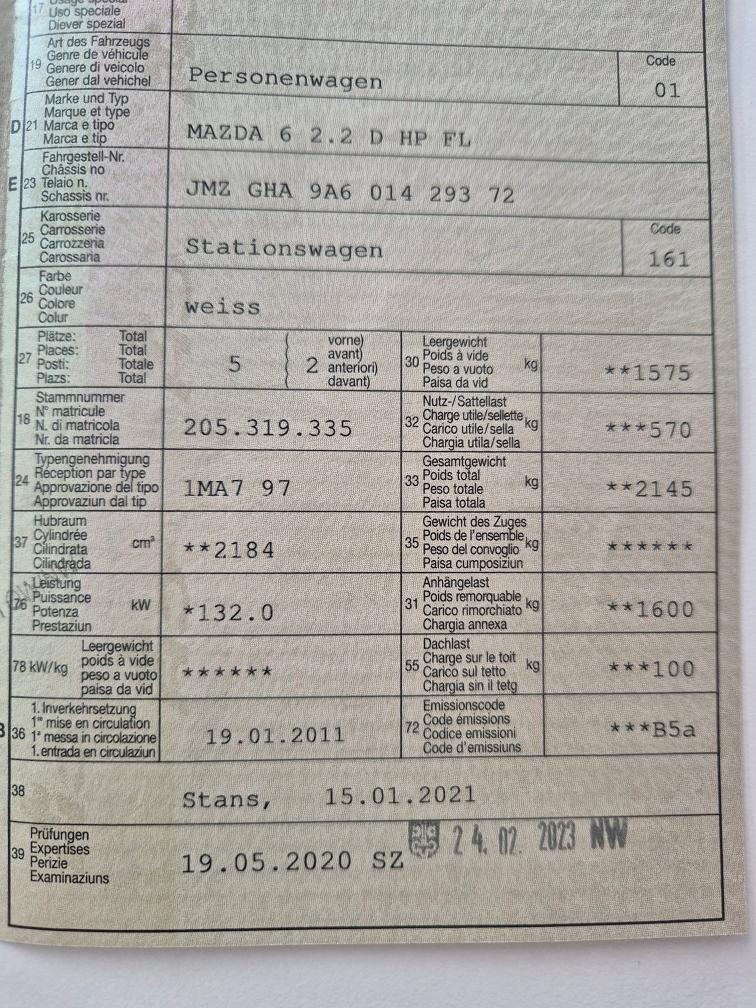 17 Uso speciale
Diever spezial
19 Art des Fahrzeugs
Genre de véhicule
Genere di veicolo
Gener dal vehichel
Personenwagen
Code
01
D 21 Marke und Typ
Marque et type
Marca e tipo
Marca e tip
MAZDA 6 2.2 D HP FL
E 23 Fahrgestell-Nr.
Châssis no
Telaio n.
Schassis nr.
JMZ GHA 9A6 014 293 72
25 Karosserie
Carrosserie
Carrozzeria
Carossaria
Stationswagen
Code
161
26 Farbe
Couleur
Colore
Colur
weiss
27 Plätze: Total
Places: Total
Posti: Totale
Plazs: Total
5 ( 2 vorne)
avant)
anteriori)
davant)
30 Leergewicht
Poids à vide
Peso a vuoto
Paisa da vid
kg
**1575
18 Stammnummer
N° matricule
N. di matricola
Nr. da matricla
205.319.335
32 Nutz-/Sattellast
Charge utile/sellette
Carico utile/sella
Chargia utila/sella
kg
***570
24 Typengenehmigung
Réception par type
Approvazione del tipo
Approvaziun dal tip
1MA7 97
33 Gesamtgewicht
Poids total
Peso totale
Paisa totala
kg
**2145
37 Hubraum
Cylindrée
Cilindrata
Cilindrada
cm³
**2184
35 Gewicht des Zuges
Poids de l'ensemble
Peso del convoglio
Paisa cumposiziun
kg
******
76 Leistung
Puissance
Potenza
Prestaziun
kW
*132.0
31 Anhängelast
Poids remorquable
Carico rimorchiato
Chargia annexa
kg
**1600
78 kW/kg Leergewicht
poids à vide
peso a vuoto
paisa da vid
******
55 Dachlast
Charge sur le toit
Carico sul tetto
Chargia sin il tetg
kg
***100
B 36 1. Inverkehrsetzung
1re mise en circulation
1a messa in circolazione
1. entrada en circulaziun
19.01.2011
72 Emissionscode
Code émissions
Codice emissioni
Code d'emissiuns
***B5a
38
Stans, 15.01.2021
39 Prüfungen
Expertises
Perizie
Examinaziuns
19.05.2020 SZ
24. 02. 2023 NW